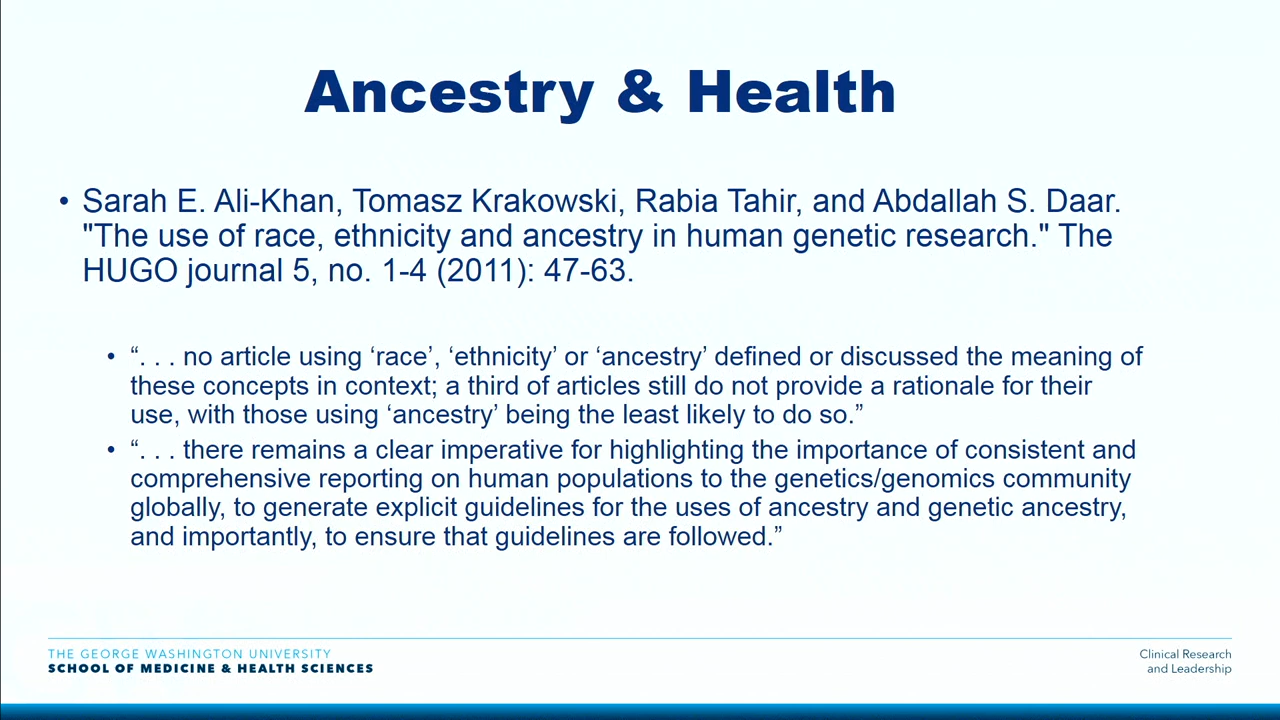 Ancestry & Health
• Sarah E. Ali-Khan, Tomasz Krakowski, Rabia Tahir, and Abdallah S. Daar.
"The use of race, ethnicity and ancestry in human genetic research." The
HUGO journal 5, no. 1-4 (2011): 47-63.
• “. . . no article using ‘race’, ‘ethnicity’ or ‘ancestry’ defined or discussed the meaning of
these concepts in context; a third of articles still do not provide a rationale for their
use, with those using ‘ancestry’ being the least likely to do so.”
• “. . . there remains a clear imperative for highlighting the importance of consistent and
comprehensive reporting on human populations to the genetics/genomics community
globally, to generate explicit guidelines for the uses of ancestry and genetic ancestry,
and importantly, to ensure that guidelines are followed.”
THE GEORGE WASHINGTON UNIVERSITY
SCHOOL OF MEDICINE & HEALTH SCIENCES
Clinical Research
and Leadership